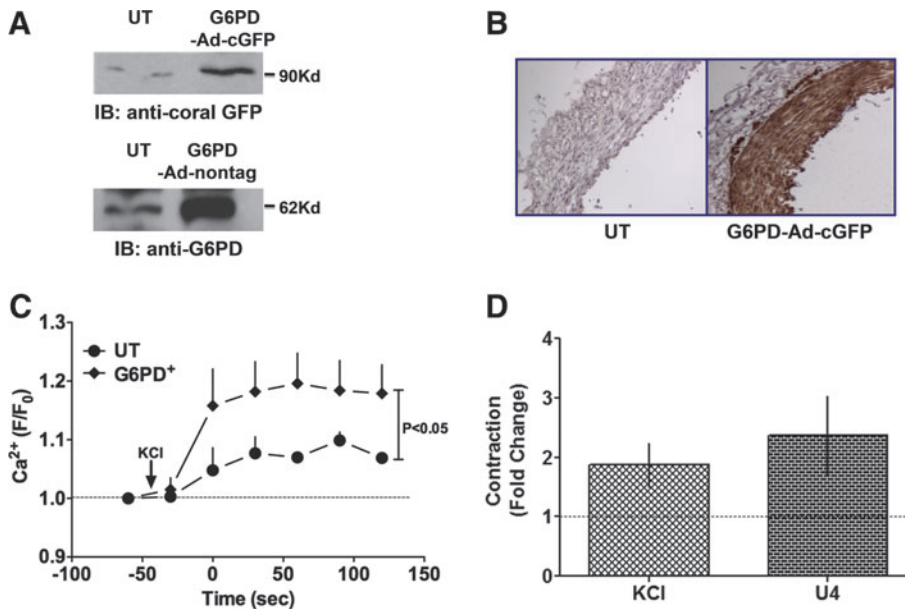 A
UT G6PD
-Ad-cGFP
90Kd
IB: anti-coral GFP
UT G6PD
-Ad-nontag
62Kd
IB: anti-G6PD
B
UT G6PD-Ad-cGFP
C
1.3
1.2
1.1
1.0
0.9
Ca²⁺ (F/F₀)
UT
G6PD⁺
KCl
P<0.05
-100 -50 0 50 100 150
Time (sec)
D
4
3
2
1
0
Contraction
(Fold Change)
KCl U4